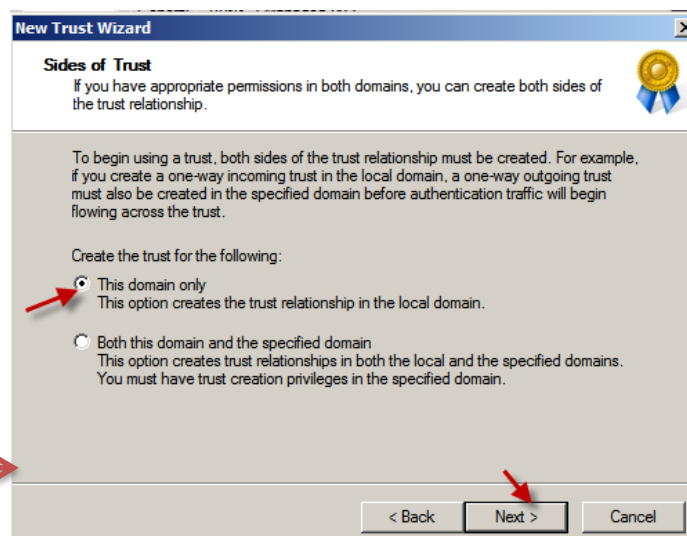 New Trust Wizard
Sides of Trust
If you have appropriate permissions in both domains, you can create both sides of
the trust relationship.
To begin using a trust, both sides of the trust relationship must be created. For example,
if you create a one-way incoming trust in the local domain, a one-way outgoing trust
must also be created in the specified domain before authentication traffic will begin
flowing across the trust.
Create the trust for the following:
This domain only
This option creates the trust relationship in the local domain.
Both this domain and the specified domain
This option creates trust relationships in both the local and the specified domains.
You must have trust creation privileges in the specified domain.
< Back
Next >
Cancel